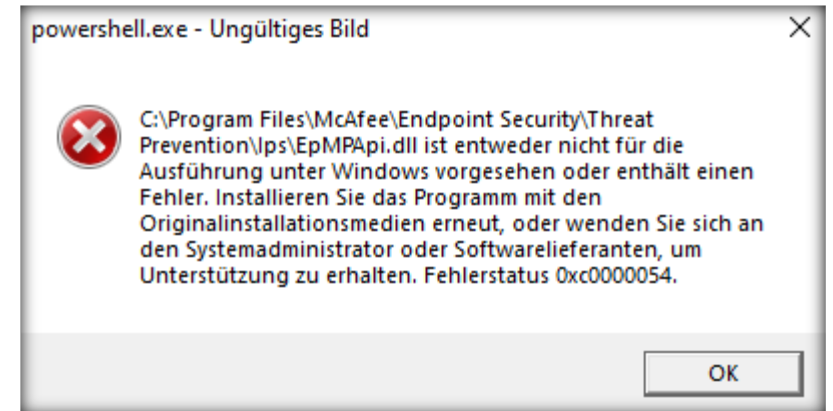 powershell.exe - Ungültiges Bild
C:\Program Files\McAfee\Endpoint Security\Threat
Prevention\Ips\EpMPApi.dll ist entweder nicht für die
Ausführung unter Windows vorgesehen oder enthält einen
Fehler. Installieren Sie das Programm mit den
Originalinstallationsmedien erneut, oder wenden Sie sich an
den Systemadministrator oder Softwarelieferanten, um
Unterstützung zu erhalten. Fehlerstatus 0xc0000054.
OK